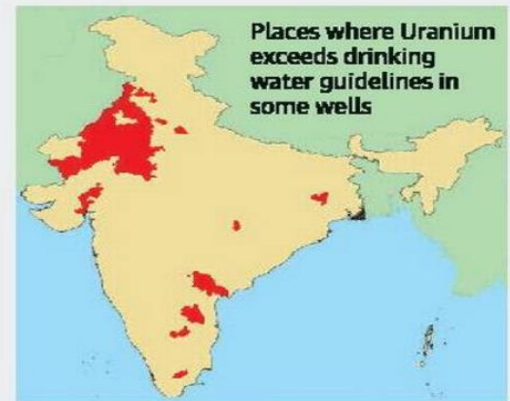 Places where Uranium
exceeds drinking
water guidelines in
some wells